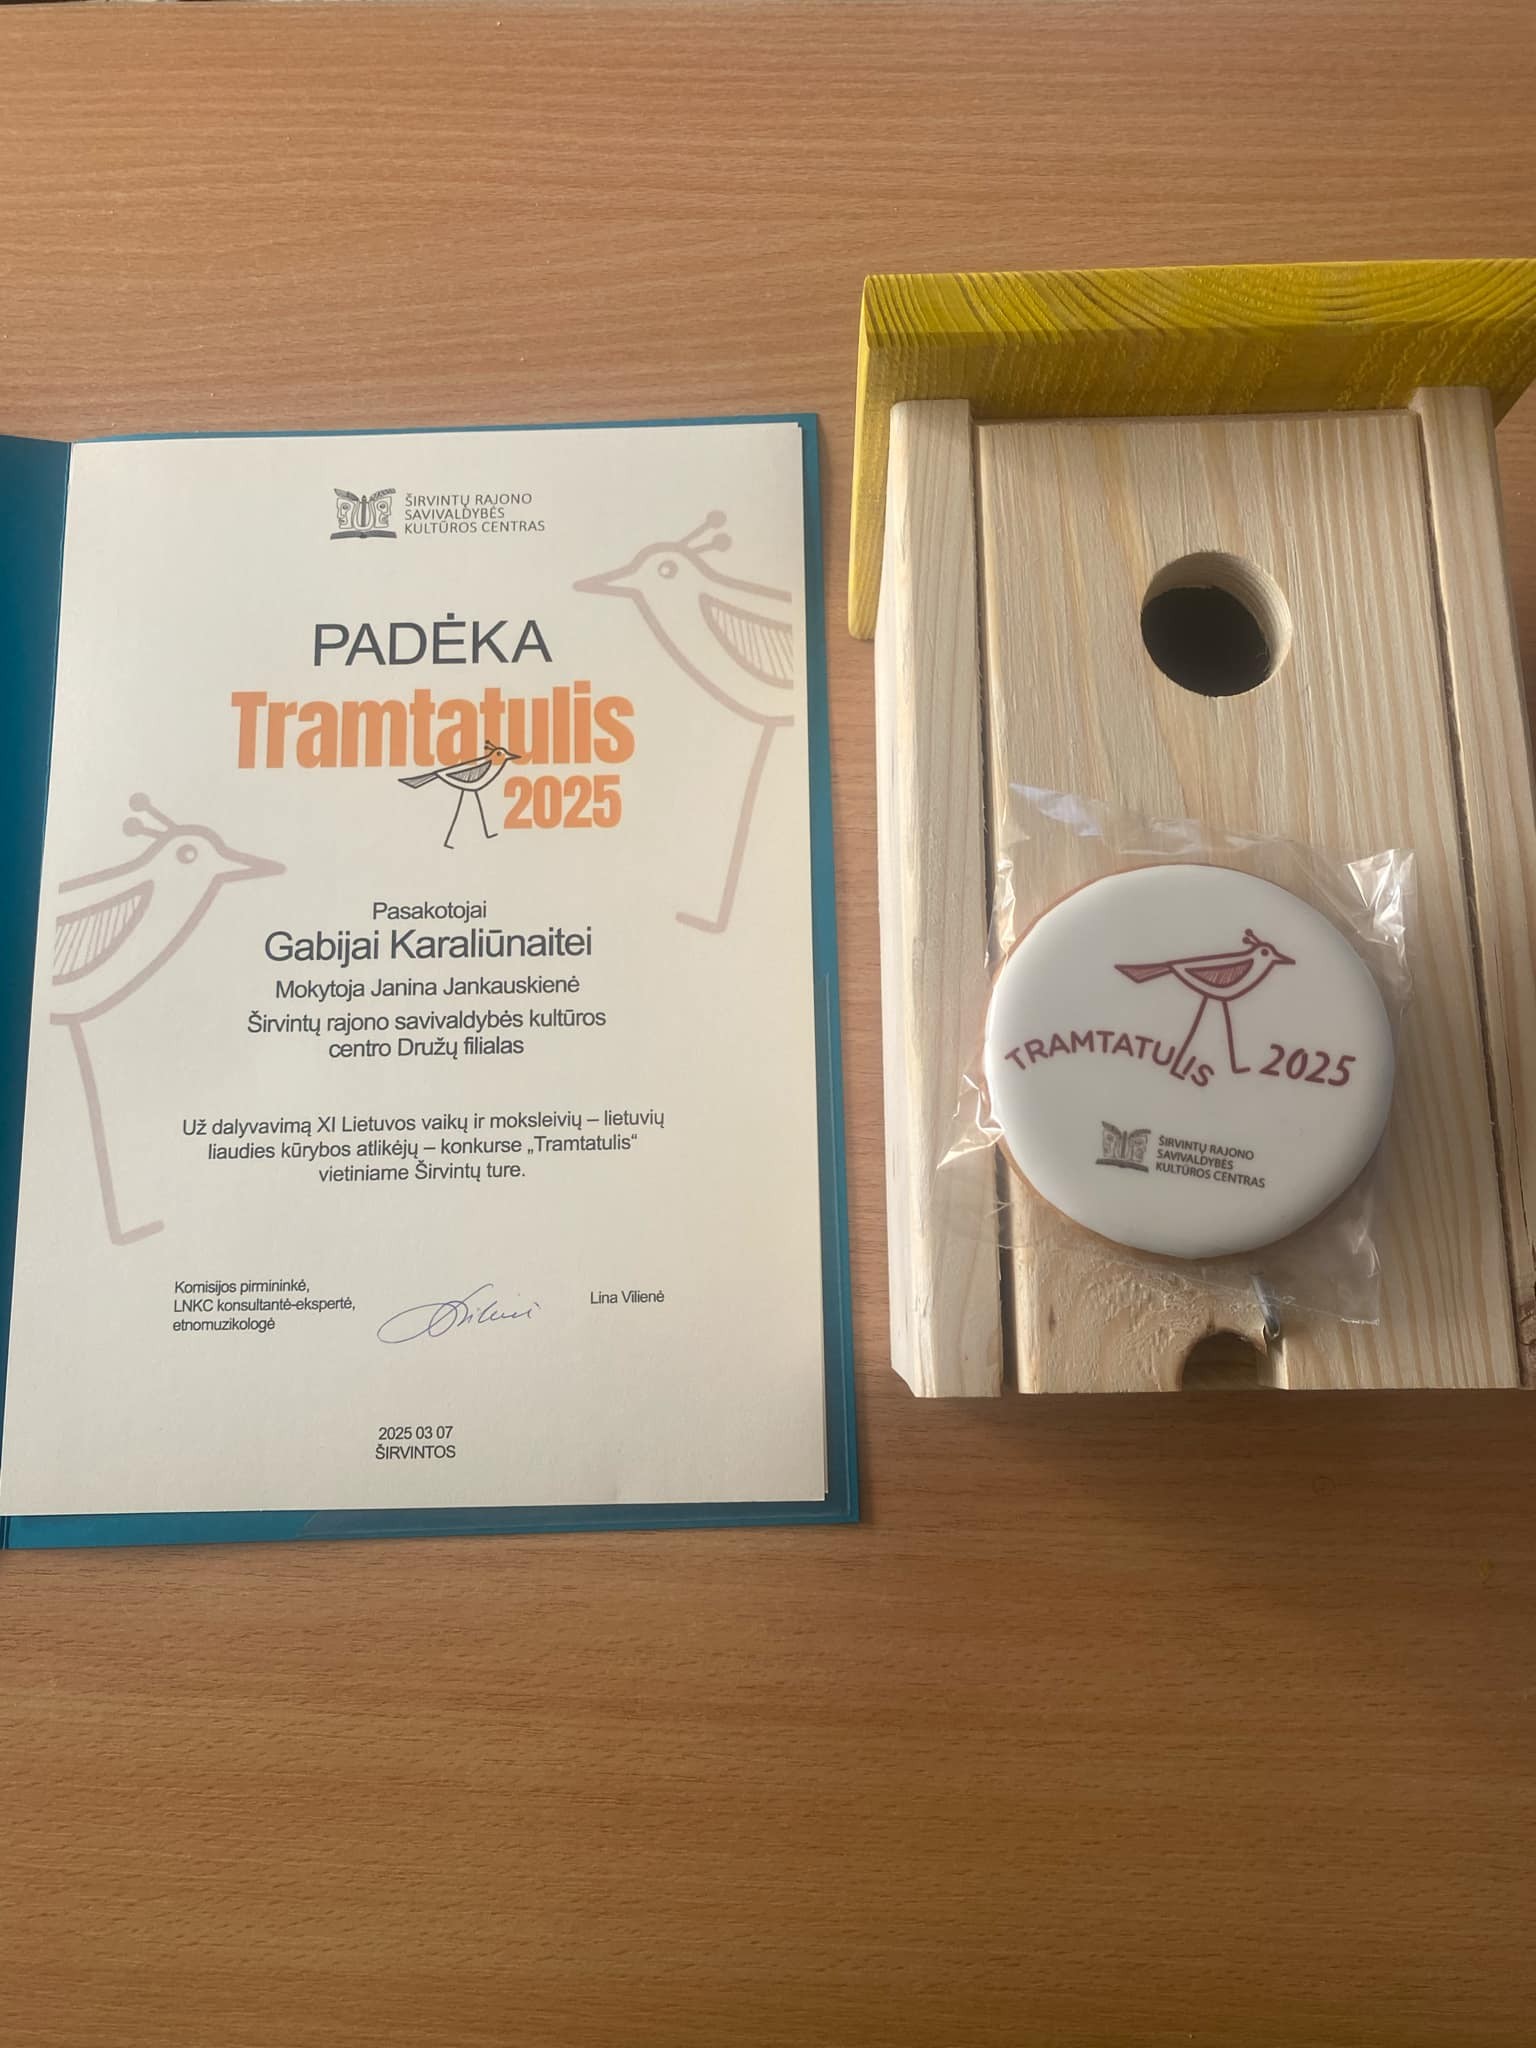 ŠIRVINTŲ RAJONO
SAVIVALDYBĖS
KULTŪROS CENTRAS
PADĖKA
Tramtatulis
2025
Pasakotojai
Gabijai Karaliūnaitei
Mokytoja Janina Jankauskienė
Širvintų rajono savivaldybės kultūros
centro Družų filialas
Už dalyvavimą XI Lietuvos vaikų ir moksleivių – lietuvių
liaudies kūrybos atlikėjų – konkurse „Tramtatulis“
vietiniame Širvintų ture.
Komisijos pirmininkė,
LNKC konsultantė-ekspertė,
etnomuzikologė
Lina Vilienė
2025 03 07
ŠIRVINTOS
TRAMTATULIS 2025
ŠIRVINTŲ RAJONO
SAVIVALDYBĖS
KULTŪROS CENTRAS